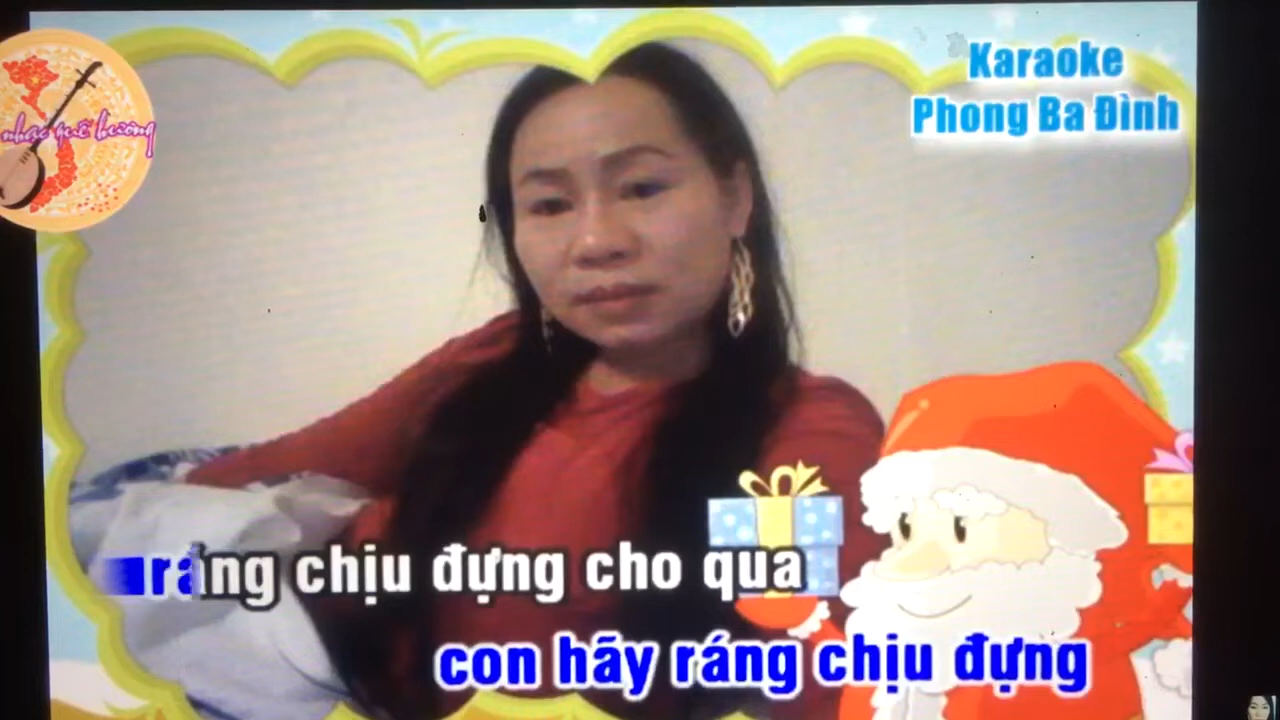 Karaoke
Phong Ba Đình
nhạc quê hương
ráng chịu đựng cho qua
con hãy ráng chịu đựng